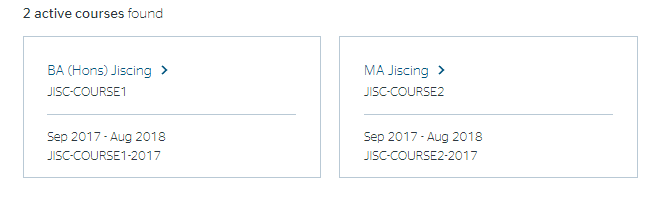 2 active courses found
BA (Hons) Jiscing
JISC-COURSE1
Sep 2017 - Aug 2018
JISC-COURSE1-2017
MA Jiscing
JISC-COURSE2
Sep 2017 - Aug 2018
JISC-COURSE2-2017